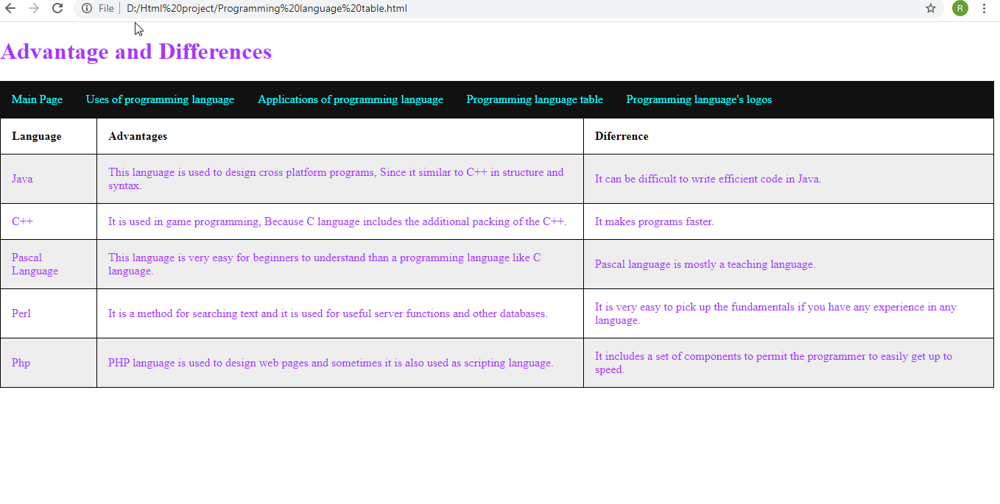 File D:/Html%20project/Programming%20language%20table.html R
Advantage and Differences
Main Page Uses of programming language Applications of programming language Programming language table Programming language's logos
Language Advantages Diferrence
Java
This language is used to design cross platform programs, Since it similar to C++ in structure and
syntax.
It can be difficult to write efficient code in Java.
C++ It is used in game programming, Because C language includes the additional packing of the C++. It makes programs faster.
Pascal
Language
This language is very easy for beginners to understand than a programming language like C
language.
Pascal language is mostly a teaching language.
Perl It is a method for searching text and it is used for useful server functions and other databases.
It is very easy to pick up the fundamentals if you have any experience in any
language.
Php PHP language is used to design web pages and sometimes it is also used as scripting language.
It includes a set of components to permit the programmer to easily get up to
speed.